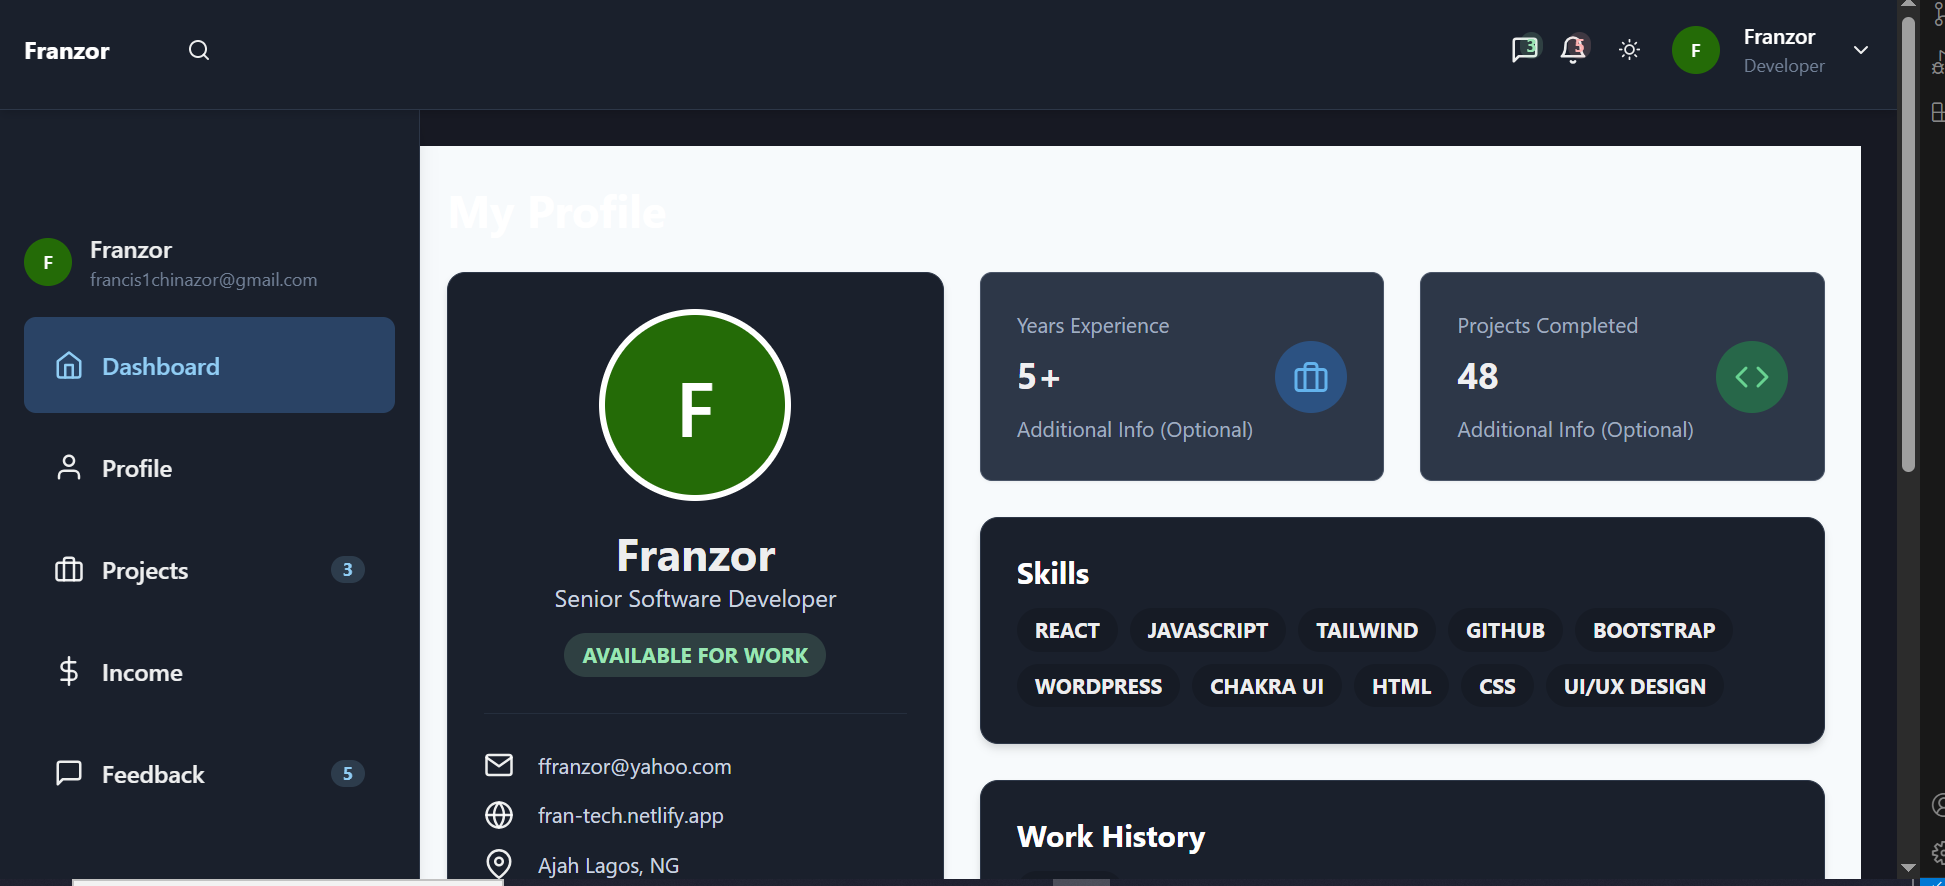 Franzor
3
5
F
Franzor
Developer
F
Franzor
francis1chinazor@gmail.com
Dashboard
Profile
Projects
3
Income
Feedback
5
My Profile
F
Franzor
Senior Software Developer
AVAILABLE FOR WORK
ffranzor@yahoo.com
fran-tech.netlify.app
Ajah Lagos, NG
Years Experience
5+
Additional Info (Optional)
Projects Completed
48
Additional Info (Optional)
Skills
REACT JAVASCRIPT TAILWIND GITHUB BOOTSTRAP
WORDPRESS CHAKRA UI HTML CSS UI/UX DESIGN
Work History